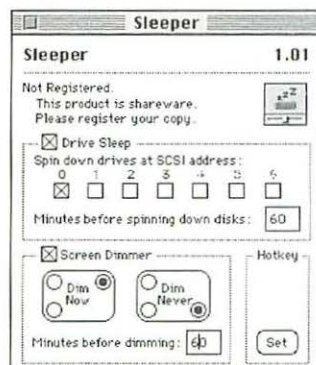 Sleeper
Sleeper 1.01
Not Registered.
This product is shareware.
Please register your copy.
Drive Sleep
Spin down drives at SCSI address:
0 1 2 3 4 5 6
Minutes before spinning down disks: 60
Screen Dimmer
Hotkey
Dim Now
Dim Never
Minutes before dimming: 60
Set